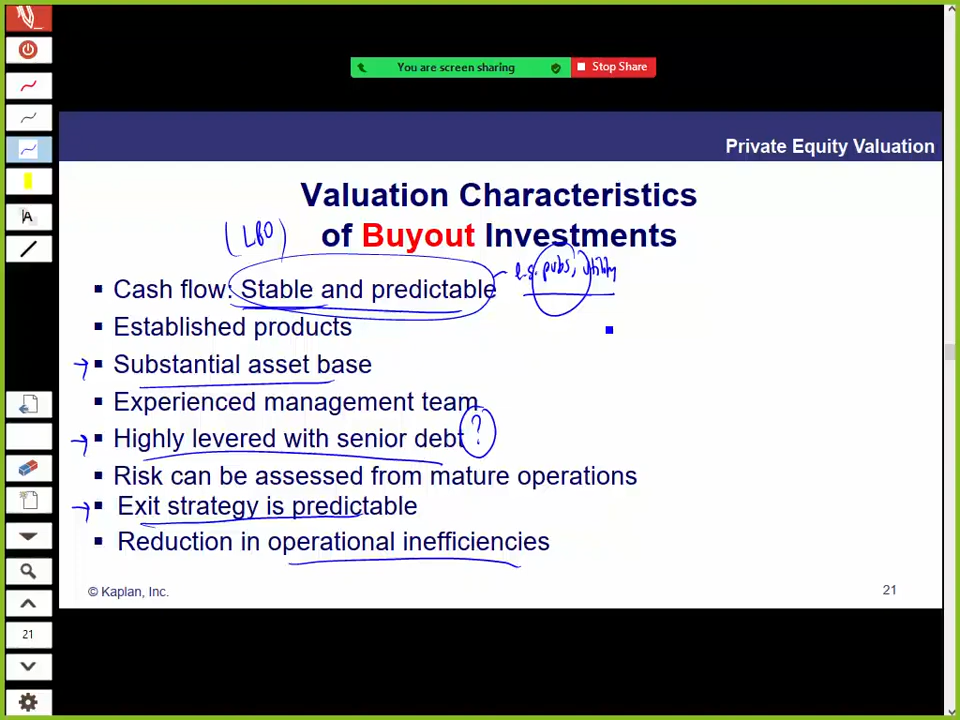 You are screen sharing Stop Share
Private Equity Valuation
Valuation Characteristics
(LBO) of Buyout Investments
e.g. pubs, utility
▪ Cash flow: Stable and predictable
▪ Established products
→ ▪ Substantial asset base
▪ Experienced management team
→ ▪ Highly levered with senior debt ?
▪ Risk can be assessed from mature operations
→ ▪ Exit strategy is predictable
▪ Reduction in operational inefficiencies
© Kaplan, Inc. 21
A
21